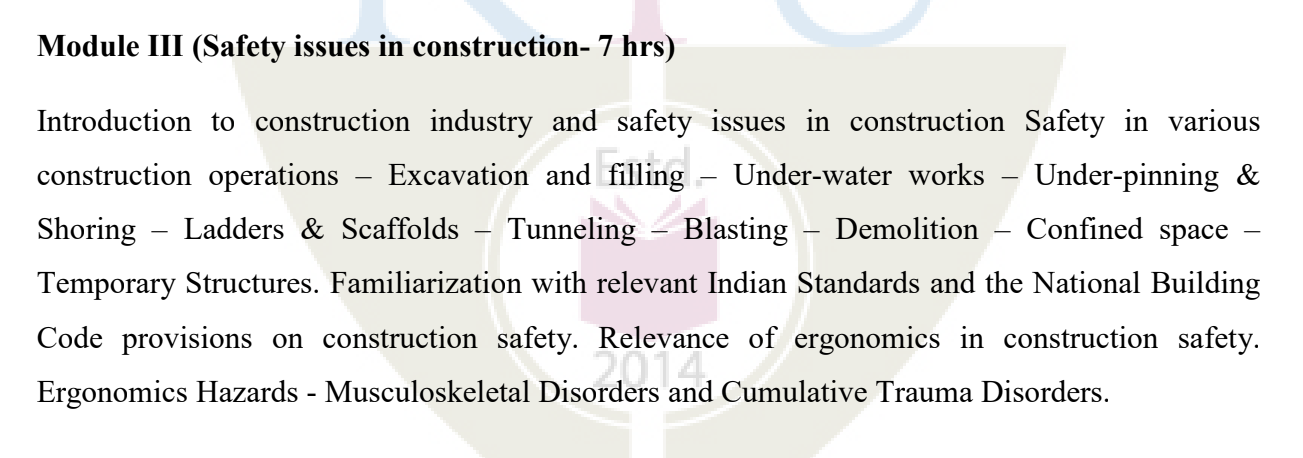 Module III (Safety issues in construction- 7 hrs)
Introduction to construction industry and safety issues in construction Safety in various
construction operations – Excavation and filling – Under-water works – Under-pinning &
Shoring – Ladders & Scaffolds – Tunneling – Blasting – Demolition – Confined space –
Temporary Structures. Familiarization with relevant Indian Standards and the National Building
Code provisions on construction safety. Relevance of ergonomics in construction safety.
Ergonomics Hazards - Musculoskeletal Disorders and Cumulative Trauma Disorders.
Estd.
2014